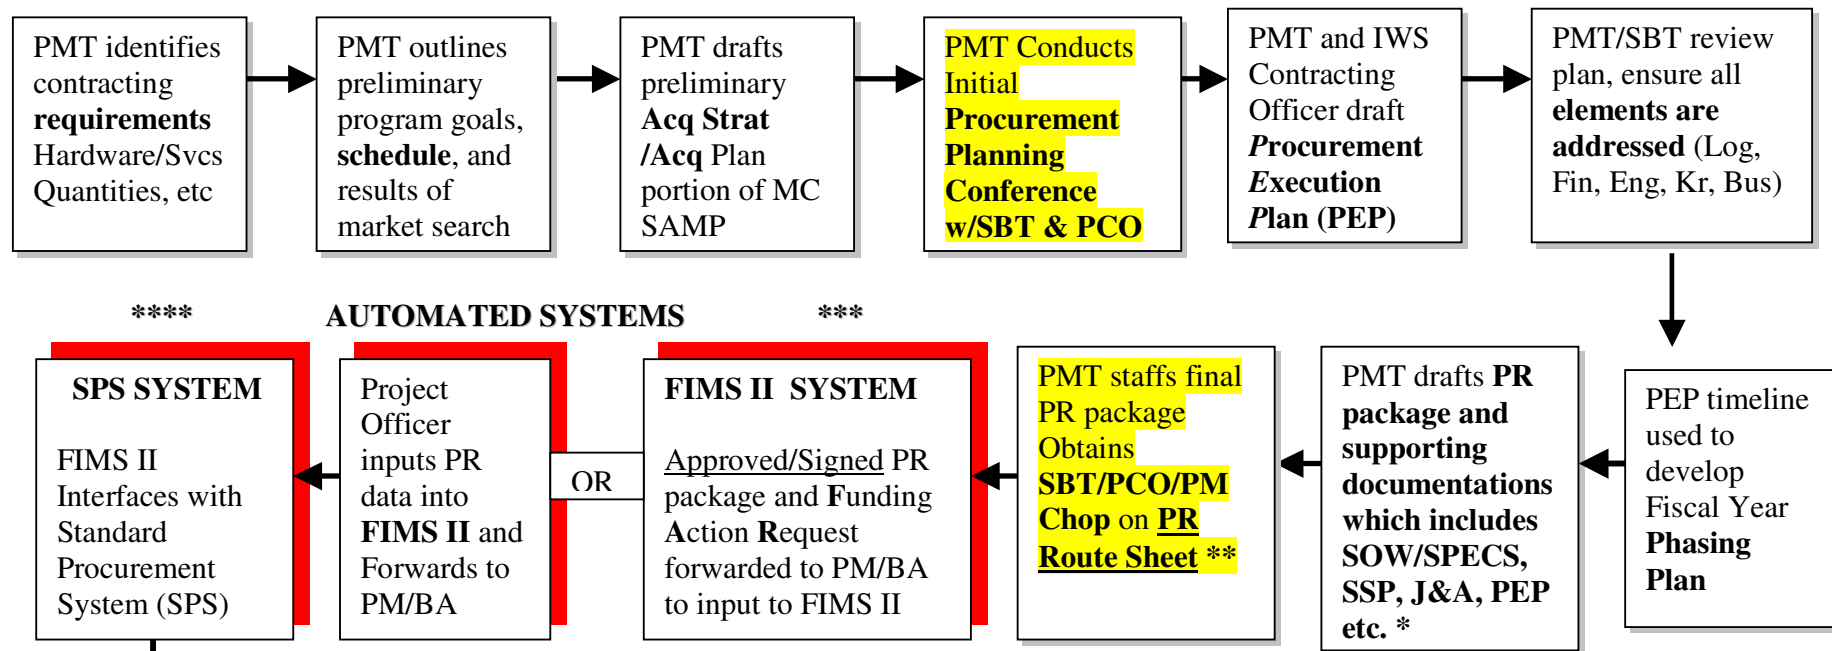 PMT identifies
contracting
requirements
Hardware/Svcs
Quantities, etc
PMT outlines
preliminary
program goals,
schedule, and
results of
market search
PMT drafts
preliminary
Acq Strat
/Acq Plan
portion of MC
SAMP
PMT Conducts
Initial
Procurement
Planning
Conference
w/SBT & PCO
PMT and IWS
Contracting
Officer draft
Procurement
Execution
Plan (PEP)
PMT/SBT review
plan, ensure all
elements are
addressed (Log,
Fin, Eng, Kr, Bus)
**** AUTOMATED SYSTEMS ***
SPS SYSTEM
FIMS II
Interfaces with
Standard
Procurement
System (SPS)
Project
Officer
inputs PR
data into
FIMS II and
Forwards to
PM/BA
OR
FIMS II SYSTEM
Approved/Signed PR
package and Funding
Action Request
forwarded to PM/BA
to input to FIMS II
PMT staffs final
PR package
Obtains
SBT/PCO/PM
Chop on PR
Route Sheet **
PMT drafts PR
package and
supporting
documentations
which includes
SOW/SPECS,
SSP, J&A, PEP
etc. *
PEP timeline
used to
develop
Fiscal Year
Phasing
Plan